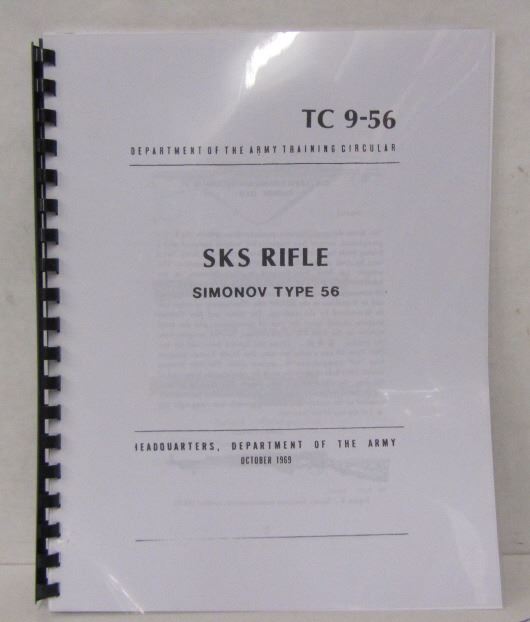 TC 9-56
DEPARTMENT OF THE ARMY TRAINING CIRCULAR
SKS RIFLE
SIMONOV TYPE 56
HEADQUARTERS, DEPARTMENT OF THE ARMY
OCTOBER 1969